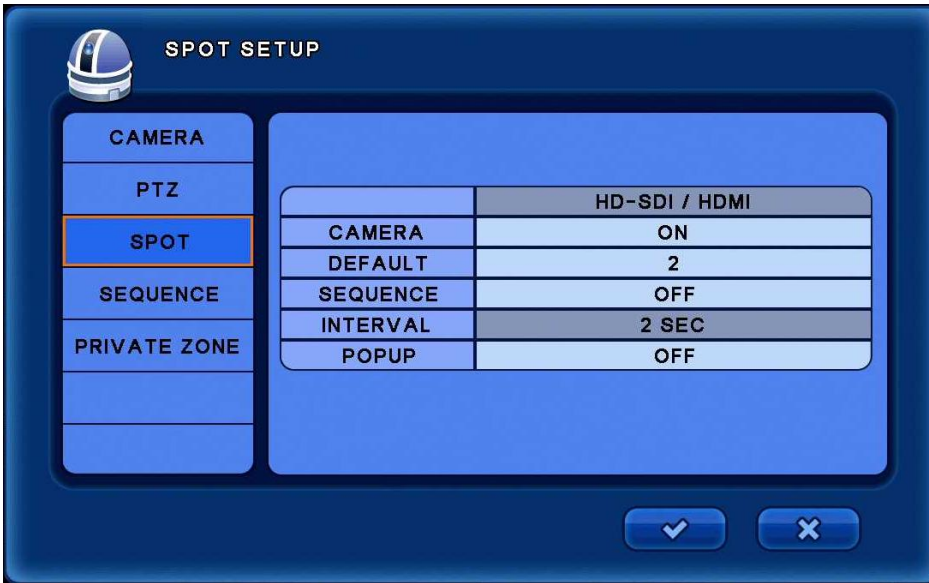 SPOT SETUP
CAMERA
PTZ
SPOT
SEQUENCE
PRIVATE ZONE
HD-SDI / HDMI
CAMERA ON
DEFAULT 2
SEQUENCE OFF
INTERVAL 2 SEC
POPUP OFF